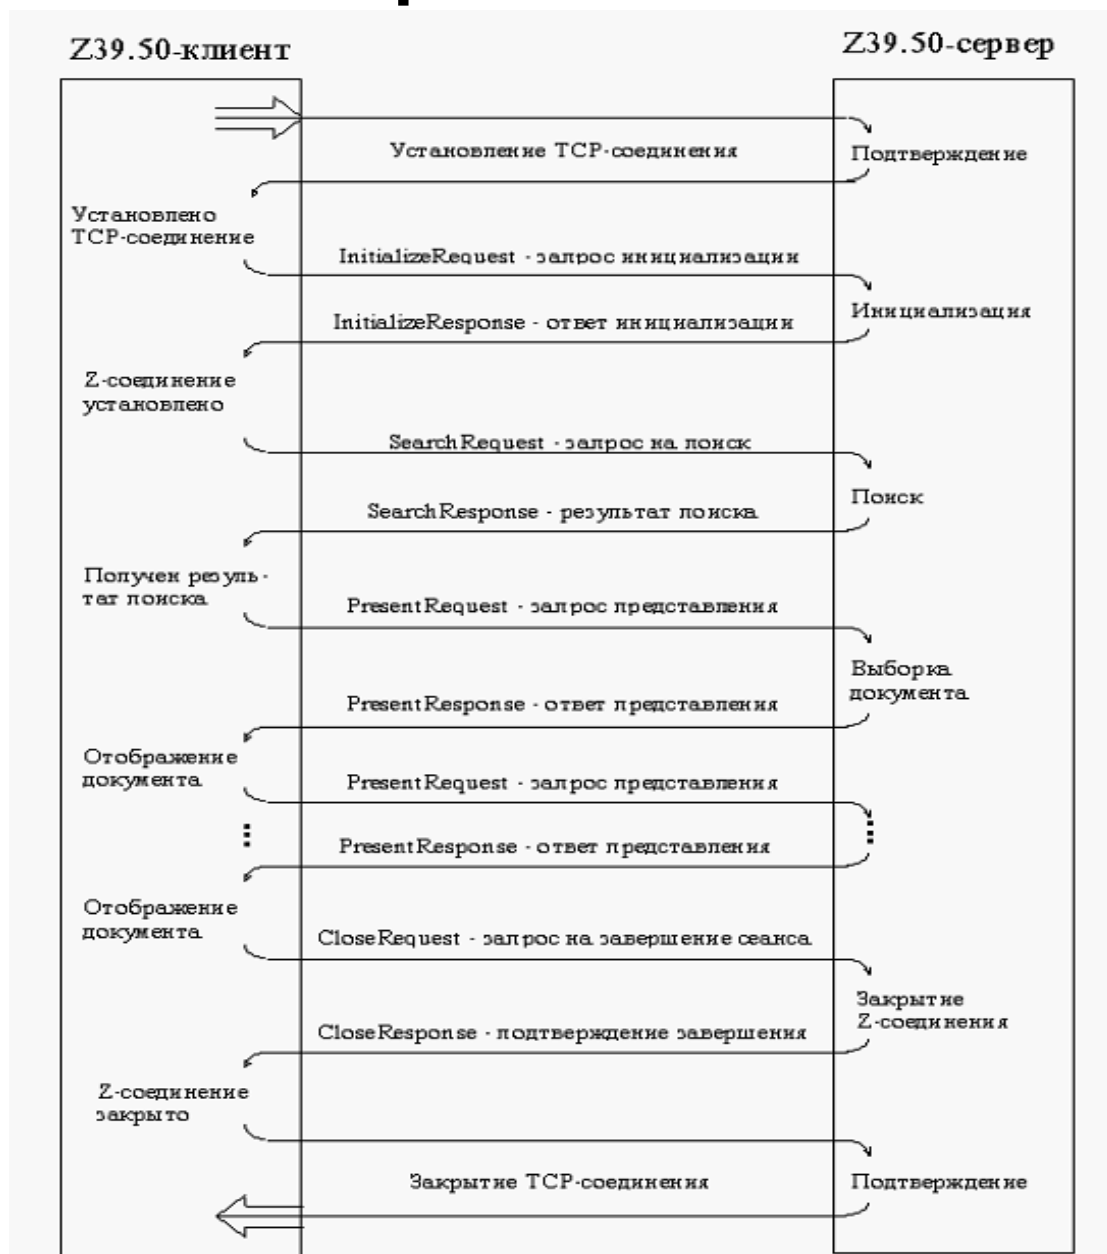 Z39.50-клиент
Z39.50-сервер
Установление TCP-соединения
Подтверждение
Установлено
TCP-соединение
InitializeRequest - запрос инициализации
Инициализация
InitializeResponse - ответ инициализации
Z-соединение
установлено
SearchRequest - запрос на поиск
Поиск
SearchResponse - результат поиска
Получен резуль-
тат поиска
PresentRequest - запрос представления
Выборка
документа
PresentResponse - ответ представления
Отображение
документа
PresentRequest - запрос представления
PresentResponse - ответ представления
Отображение
документа
CloseRequest - запрос на завершение сеанса
Закрытие
Z-соединения
CloseResponse - подтверждение завершения
Z-соединение
закрыто
Закрытие TCP-соединения
Подтверждение